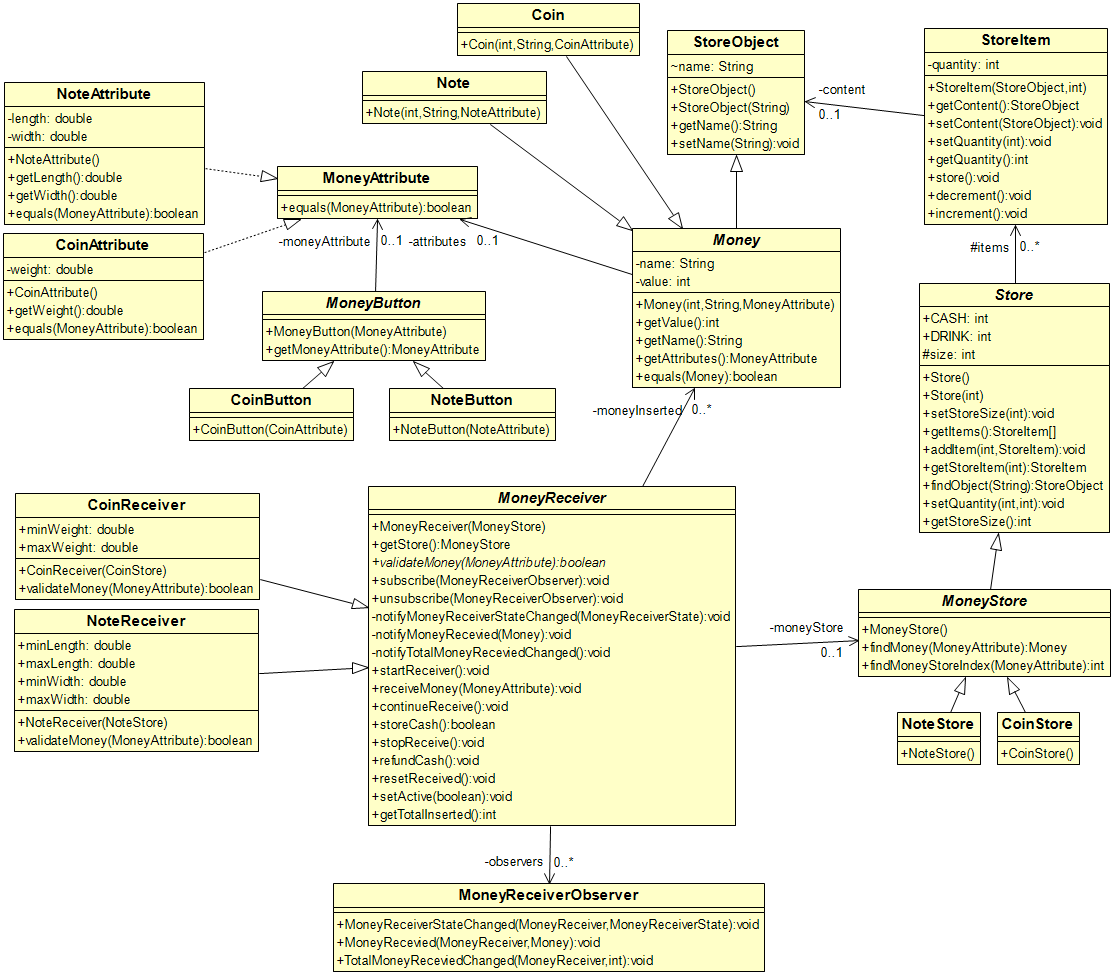 Coin
+Coin(int,String,CoinAttribute)
StoreObject
~name: String
+StoreObject()
+StoreObject(String)
+getName():String
+setName(String):void
StoreItem
-quantity: int
+StoreItem(StoreObject,int)
+getContent():StoreObject
+setContent(StoreObject):void
+setQuantity(int):void
+getQuantity():int
+store():void
+decrement():void
+increment():void
-content
0..1
Note
+Note(int,String,NoteAttribute)
NoteAttribute
-length: double
-width: double
+NoteAttribute()
+getLength():double
+getWidth():double
+equals(MoneyAttribute):boolean
MoneyAttribute
+equals(MoneyAttribute):boolean
CoinAttribute
-weight: double
+CoinAttribute()
+getWeight():double
+equals(MoneyAttribute):boolean
-moneyAttribute
0..1
-attributes
0..1
Money
-name: String
-value: int
+Money(int,String,MoneyAttribute)
+getValue():int
+getName():String
+getAttributes():MoneyAttribute
+equals(Money):boolean
#items
0..*
MoneyButton
+MoneyButton(MoneyAttribute)
+getMoneyAttribute():MoneyAttribute
Store
+CASH: int
+DRINK: int
#size: int
+Store()
+Store(int)
+setStoreSize(int):void
+getItems():StoreItem[]
+addItem(int,StoreItem):void
+getStoreItem(int):StoreItem
+findObject(String):StoreObject
+setQuantity(int,int):void
+getStoreSize():int
CoinButton
+CoinButton(CoinAttribute)
NoteButton
+NoteButton(NoteAttribute)
-moneyInserted
0..*
CoinReceiver
+minWeight: double
+maxWeight: double
+CoinReceiver(CoinStore)
+validateMoney(MoneyAttribute):boolean
NoteReceiver
+minLength: double
+maxLength: double
+minWidth: double
+maxWidth: double
+NoteReceiver(NoteStore)
+validateMoney(MoneyAttribute):boolean
MoneyReceiver
+MoneyReceiver(MoneyStore)
+getStore():MoneyStore
+validateMoney(MoneyAttribute):boolean
+subscribe(MoneyReceiverObserver):void
+unsubscribe(MoneyReceiverObserver):void
-notifyMoneyReceiverStateChanged(MoneyReceiverState):void
-notifyMoneyRecevied(Money):void
-notifyTotalMoneyReceviedChanged():void
+startReceiver():void
+receiveMoney(MoneyAttribute):void
+continueReceive():void
+storeCash():boolean
+stopReceive():void
+refundCash():void
+resetReceived():void
+setActive(boolean):void
+getTotalInserted():int
-moneyStore
0..1
MoneyStore
+MoneyStore()
+findMoney(MoneyAttribute):Money
+findMoneyStoreIndex(MoneyAttribute):int
NoteStore
+NoteStore()
CoinStore
+CoinStore()
-observers
0..*
MoneyReceiverObserver
+MoneyReceiverStateChanged(MoneyReceiver,MoneyReceiverState):void
+MoneyRecevied(MoneyReceiver,Money):void
+TotalMoneyReceviedChanged(MoneyReceiver,int):void